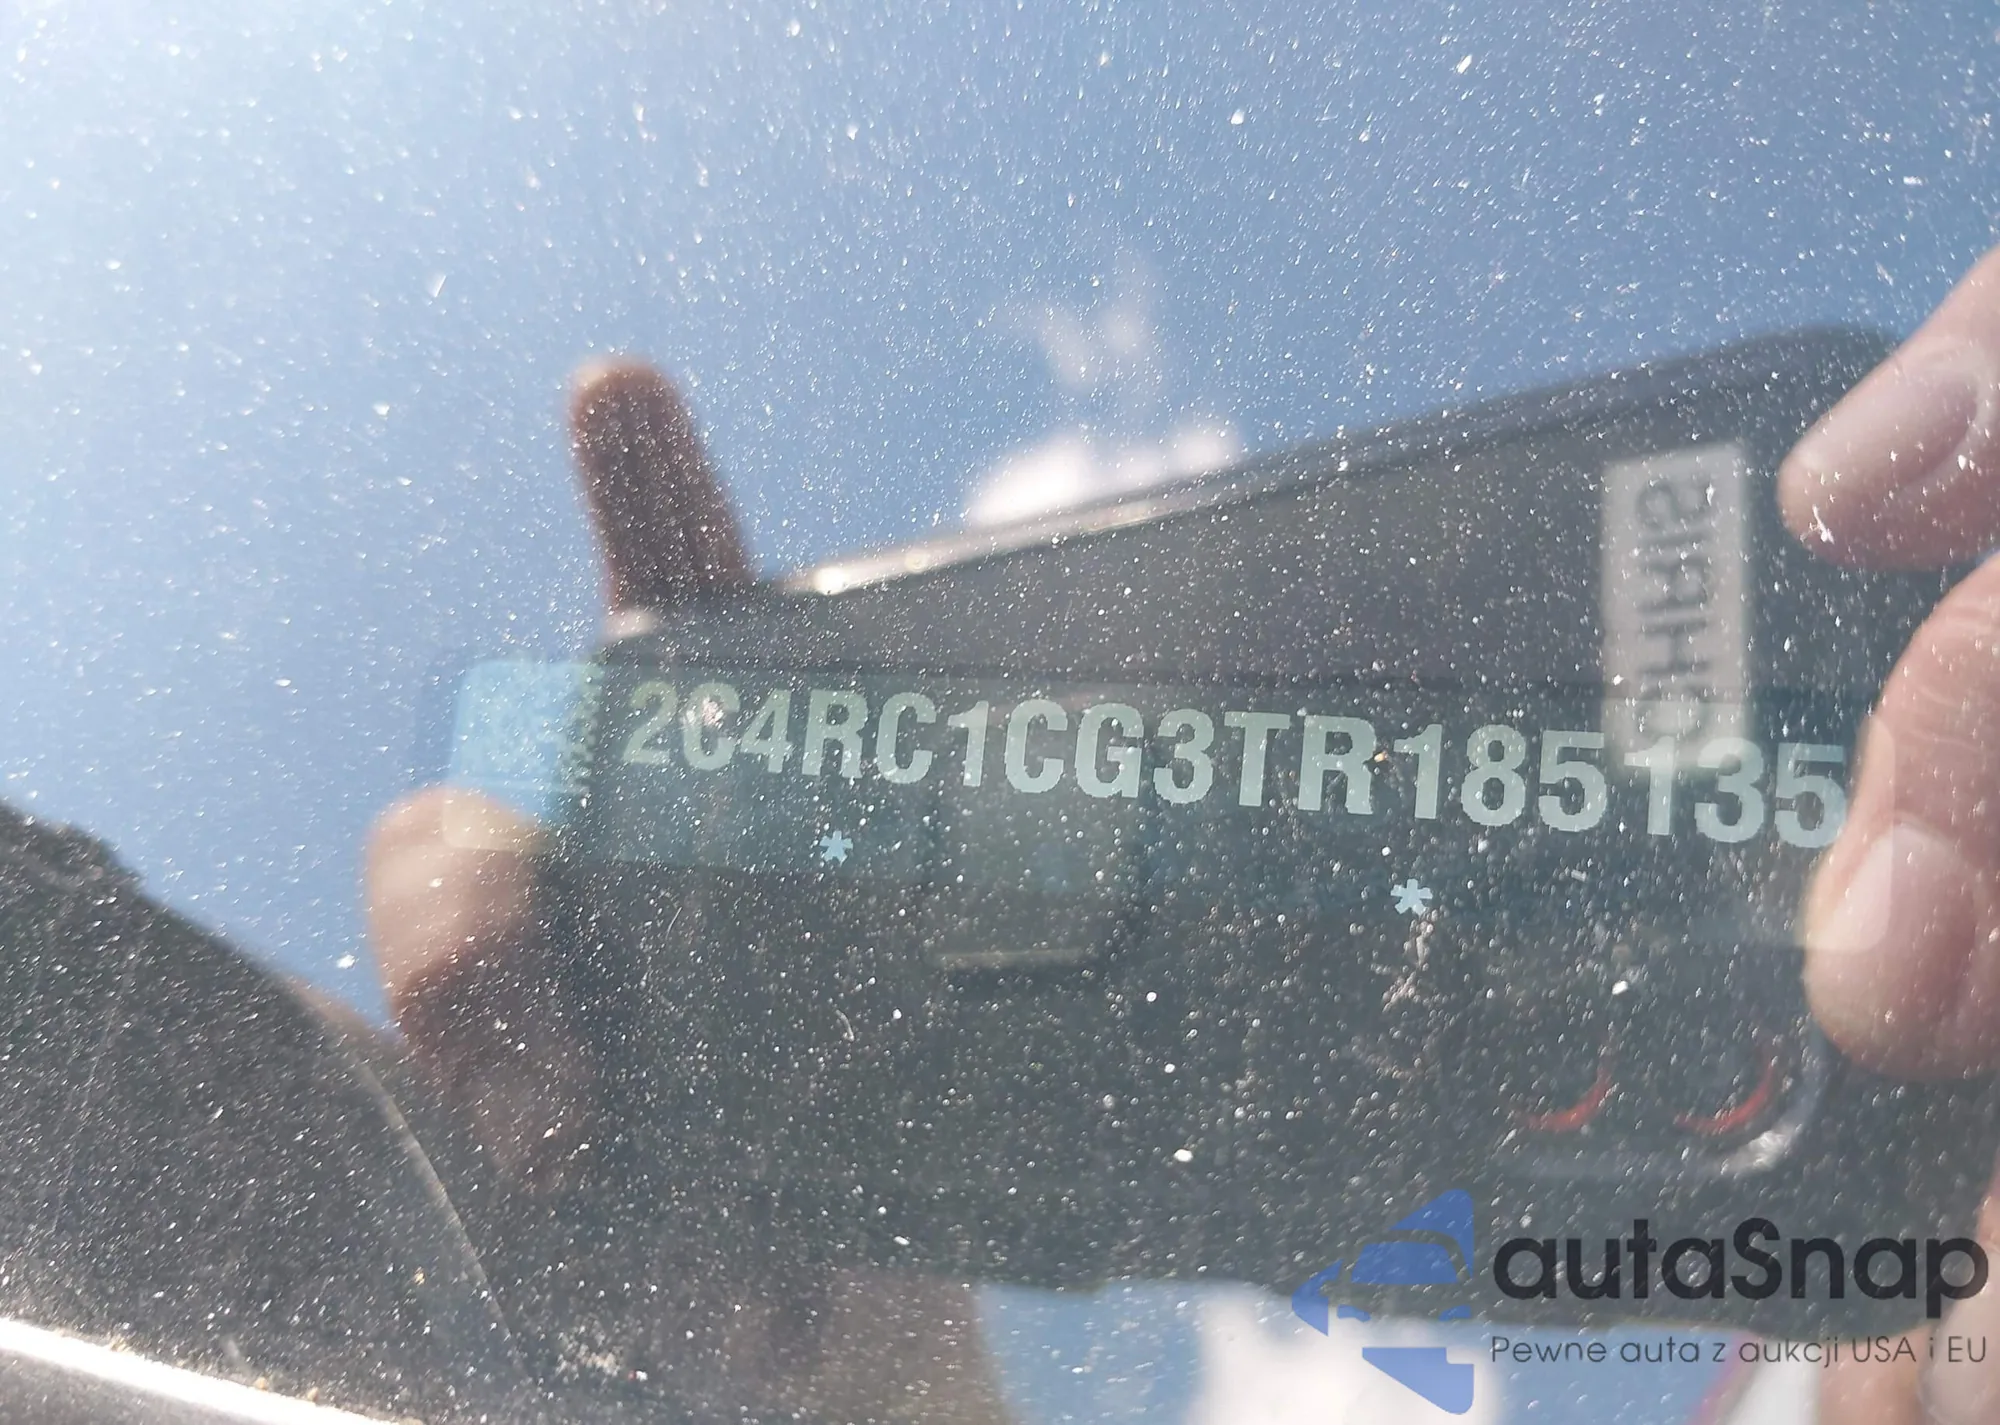 2C4RC1CG3TR185135
* *
autaSnap
Pewne auta z aukcji USA i EU